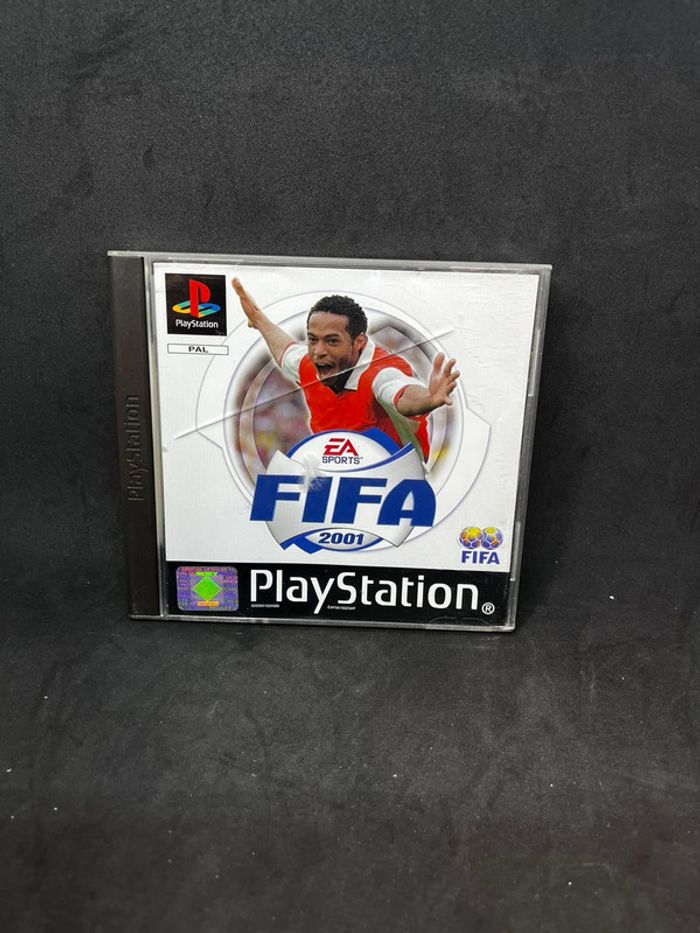 PlayStation
PlayStation
PAL
EA
SPORTS
FIFA
2001
FIFA
PlayStation®